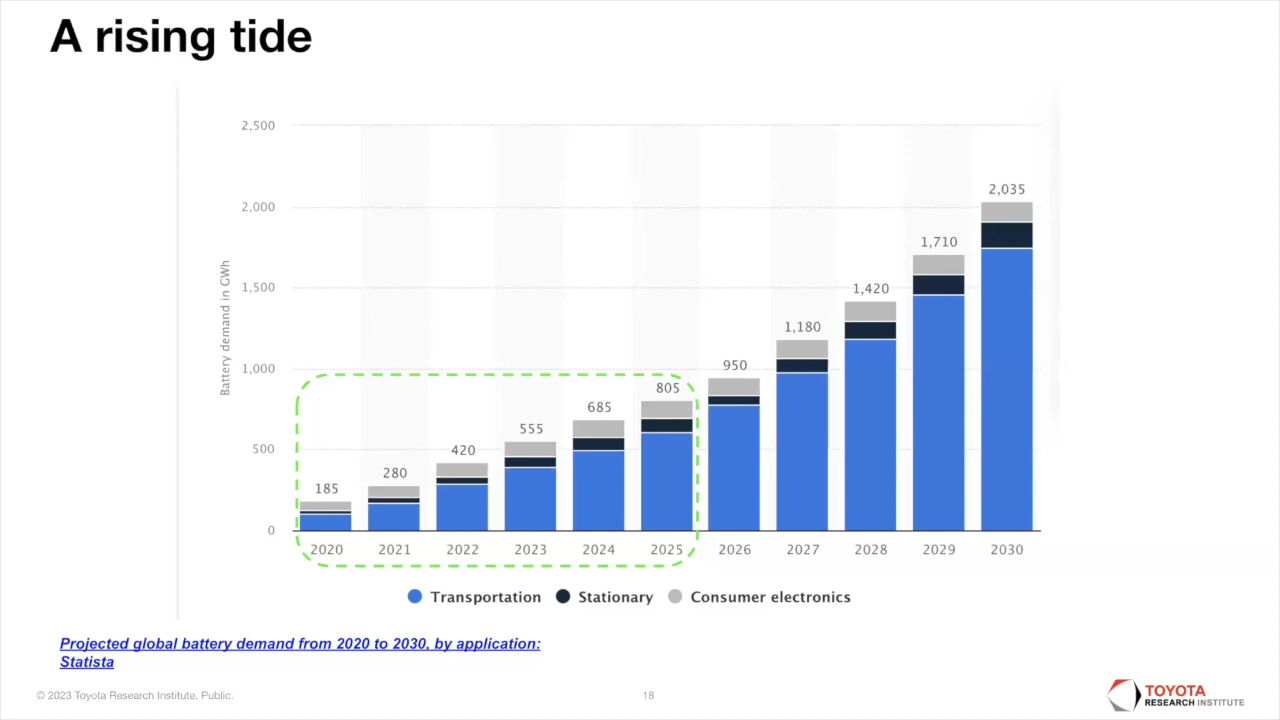 A rising tide
2,500
2,000
1,500
1,000
500
0
Battery demand in GWh
185
280
420
555
685
805
950
1,180
1,420
1,710
2,035
2020 2021 2022 2023 2024 2025 2026 2027 2028 2029 2030
Transportation Stationary Consumer electronics
Projected global battery demand from 2020 to 2030, by application:
Statista
© 2023 Toyota Research Institute. Public.
18
TOYOTA
RESEARCH INSTITUTE